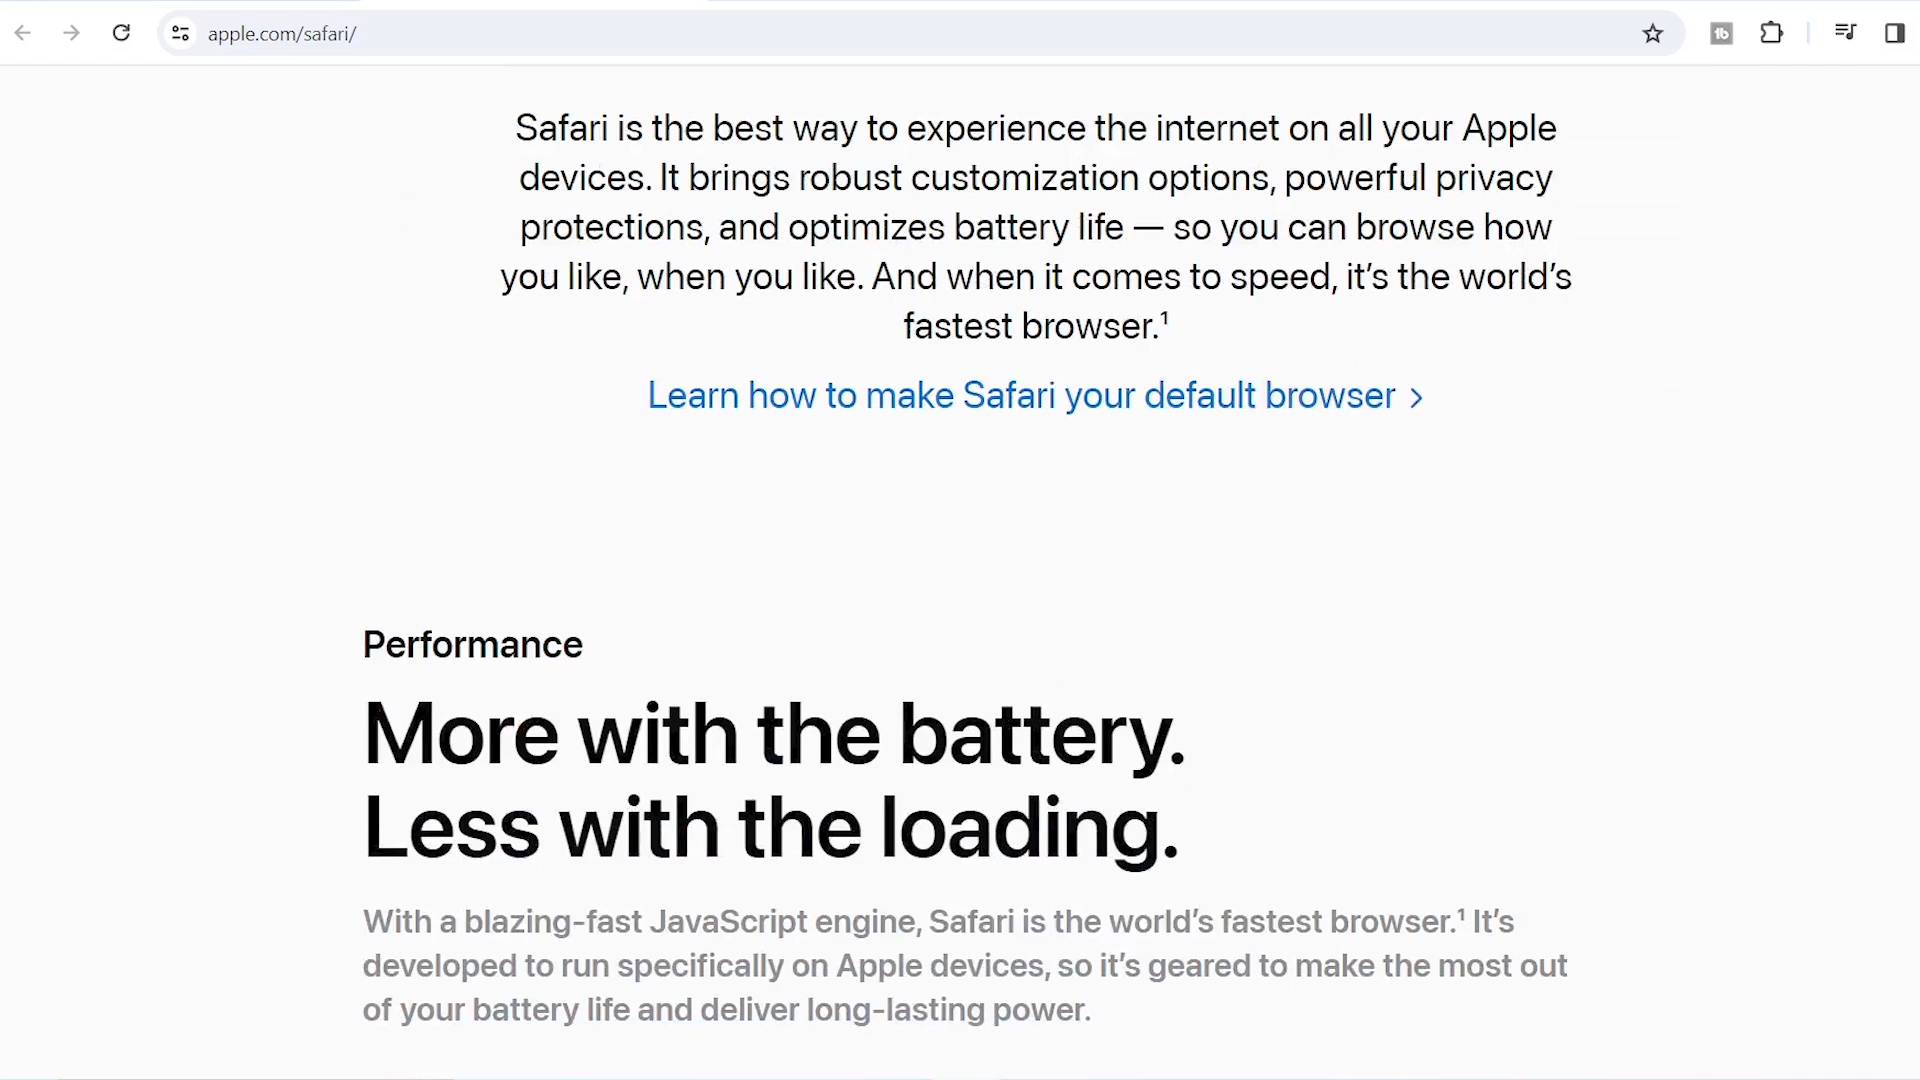 apple.com/safari/
Safari is the best way to experience the internet on all your Apple
devices. It brings robust customization options, powerful privacy
protections, and optimizes battery life — so you can browse how
you like, when you like. And when it comes to speed, it’s the world’s
fastest browser.¹
Learn how to make Safari your default browser >
Performance
More with the battery.
Less with the loading.
With a blazing-fast JavaScript engine, Safari is the world’s fastest browser.¹ It’s
developed to run specifically on Apple devices, so it’s geared to make the most out
of your battery life and deliver long-lasting power.